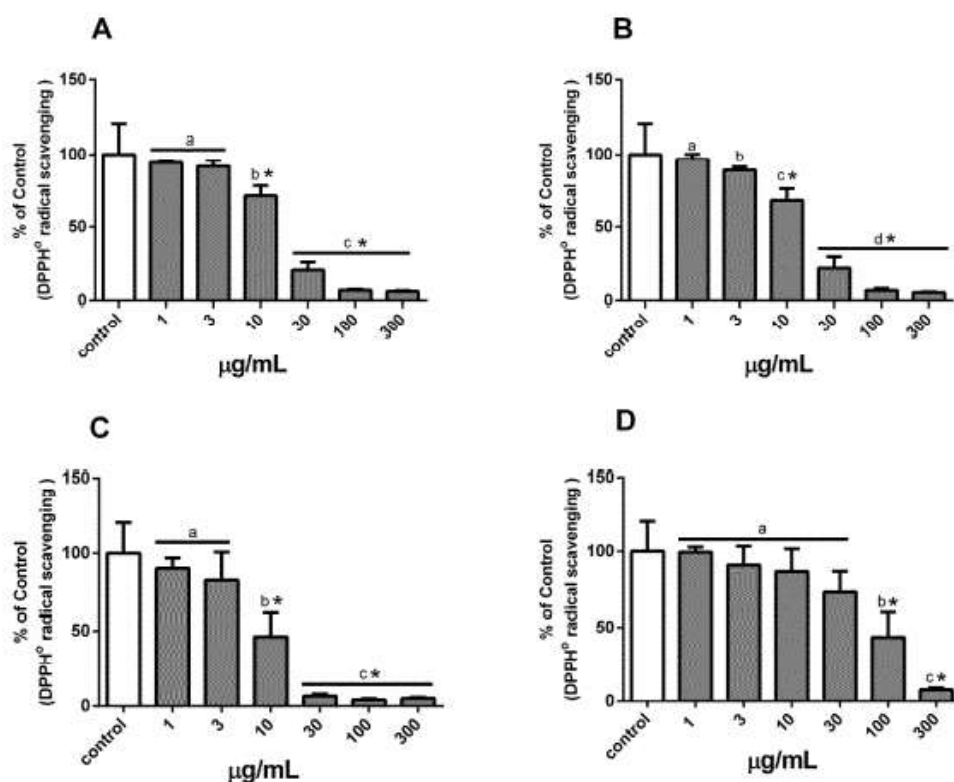 A
% of Control
(DPPH° radical scavenging )
150
100
50
0
a
b *
c *
control
1
3
10
30
100
300
µg/mL
B
% of Control
(DPPH° radical scavenging )
150
100
50
0
a
b
c *
d *
control
1
3
10
30
100
300
µg/mL
C
% of Control
(DPPH° radical scavenging )
150
100
50
0
a
b *
c *
control
1
3
10
30
100
300
µg/mL
D
% of Control
(DPPH° radical scavenging )
150
100
50
0
a
b *
c *
control
1
3
10
30
100
300
µg/mL